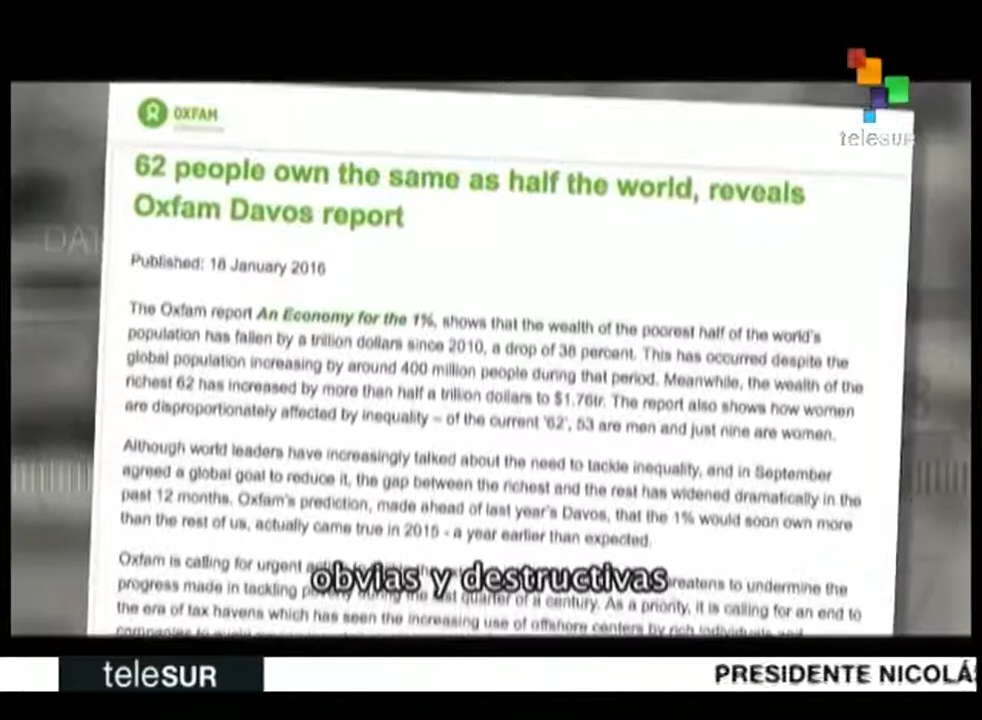 OXFAM
teleSUR
62 people own the same as half the world, reveals
Oxfam Davos report
Published: 18 January 2016
The Oxfam report An Economy for the 1%, shows that the wealth of the poorest half of the world's
population has fallen by a trillion dollars since 2010, a drop of 38 percent. This has occurred despite the
global population increasing by around 400 million people during that period. Meanwhile, the wealth of the
richest 62 has increased by more than half a trillion dollars to $1.76tr. The report also shows how women
are disproportionately affected by inequality – of the current '62', 53 are men and just nine are women.
Although world leaders have increasingly talked about the need to tackle inequality, and in September
agreed a global goal to reduce it, the gap between the richest and the rest has widened dramatically in the
past 12 months. Oxfam's prediction, made ahead of last year's Davos, that the 1% would soon own more
than the rest of us, actually came true in 2015 - a year earlier than expected.
Oxfam is calling for urgent threatens to undermine the
obvias y destructivas
progress made in tackling poverty during the last quarter of a century. As a priority, it is calling for an end to
the era of tax havens which has seen the increasing use of offshore centers by rich individuals and
teleSUR
PRESIDENTE NICOLÁ